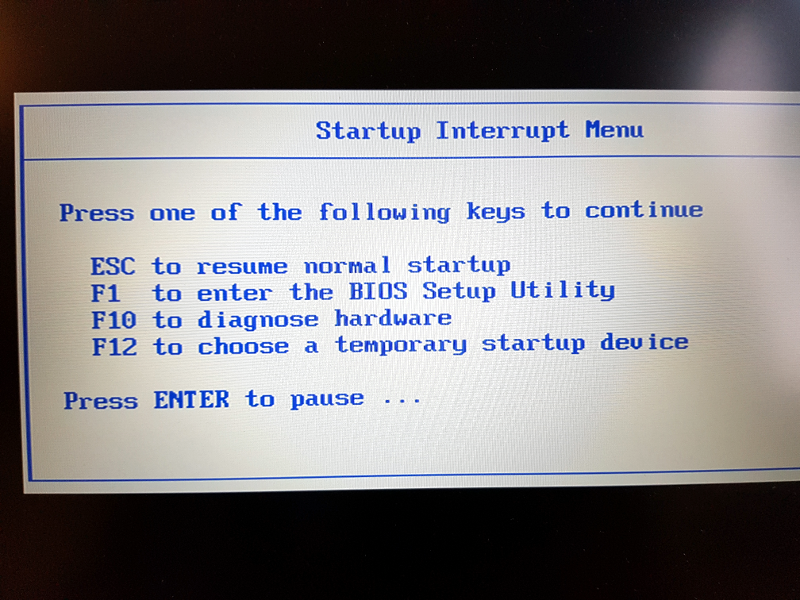 Startup Interrupt Menu
Press one of the following keys to continue
ESC to resume normal startup
F1 to enter the BIOS Setup Utility
F10 to diagnose hardware
F12 to choose a temporary startup device
Press ENTER to pause ...